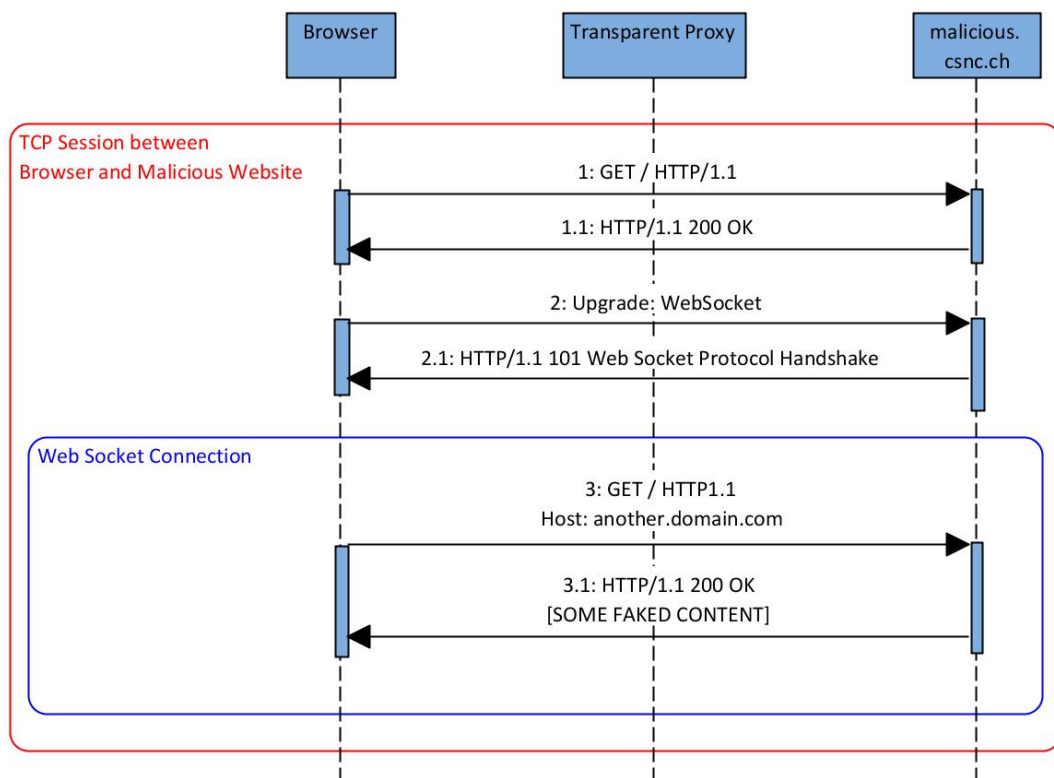 Browser
Transparent Proxy
malicious.
csnc.ch
TCP Session between
Browser and Malicious Website
1: GET / HTTP/1.1
1.1: HTTP/1.1 200 OK
2: Upgrade: WebSocket
2.1: HTTP/1.1 101 Web Socket Protocol Handshake
Web Socket Connection
3: GET / HTTP1.1
Host: another.domain.com
3.1: HTTP/1.1 200 OK
[SOME FAKED CONTENT]